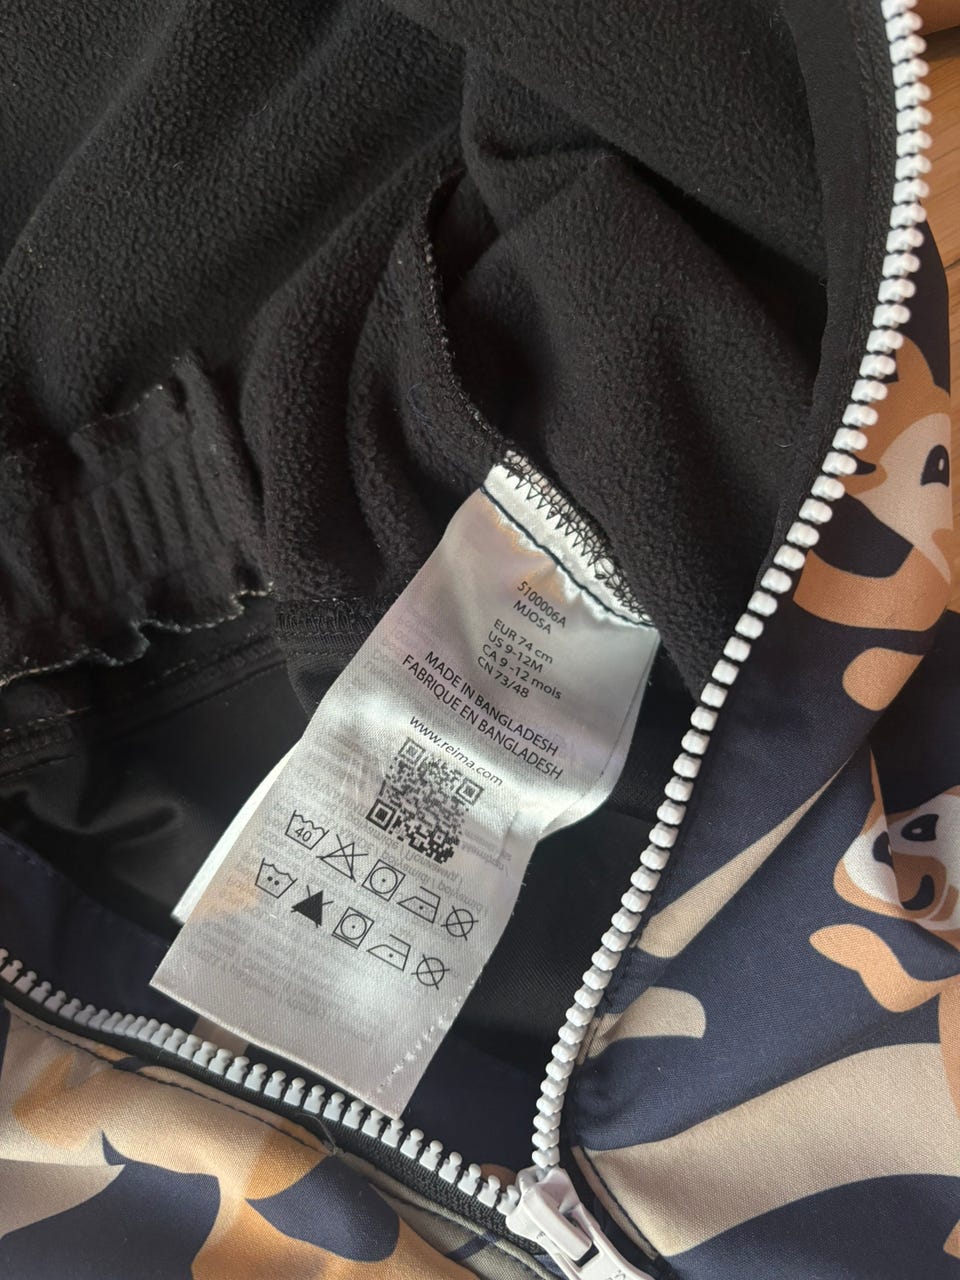 5100006A
MJOSA
EUR 74 cm
US 9-12M
CA 9 -12 mois
CN 73/48
MADE IN BANGLADESH
FABRIQUE EN BANGLADESH
www.reima.com
40